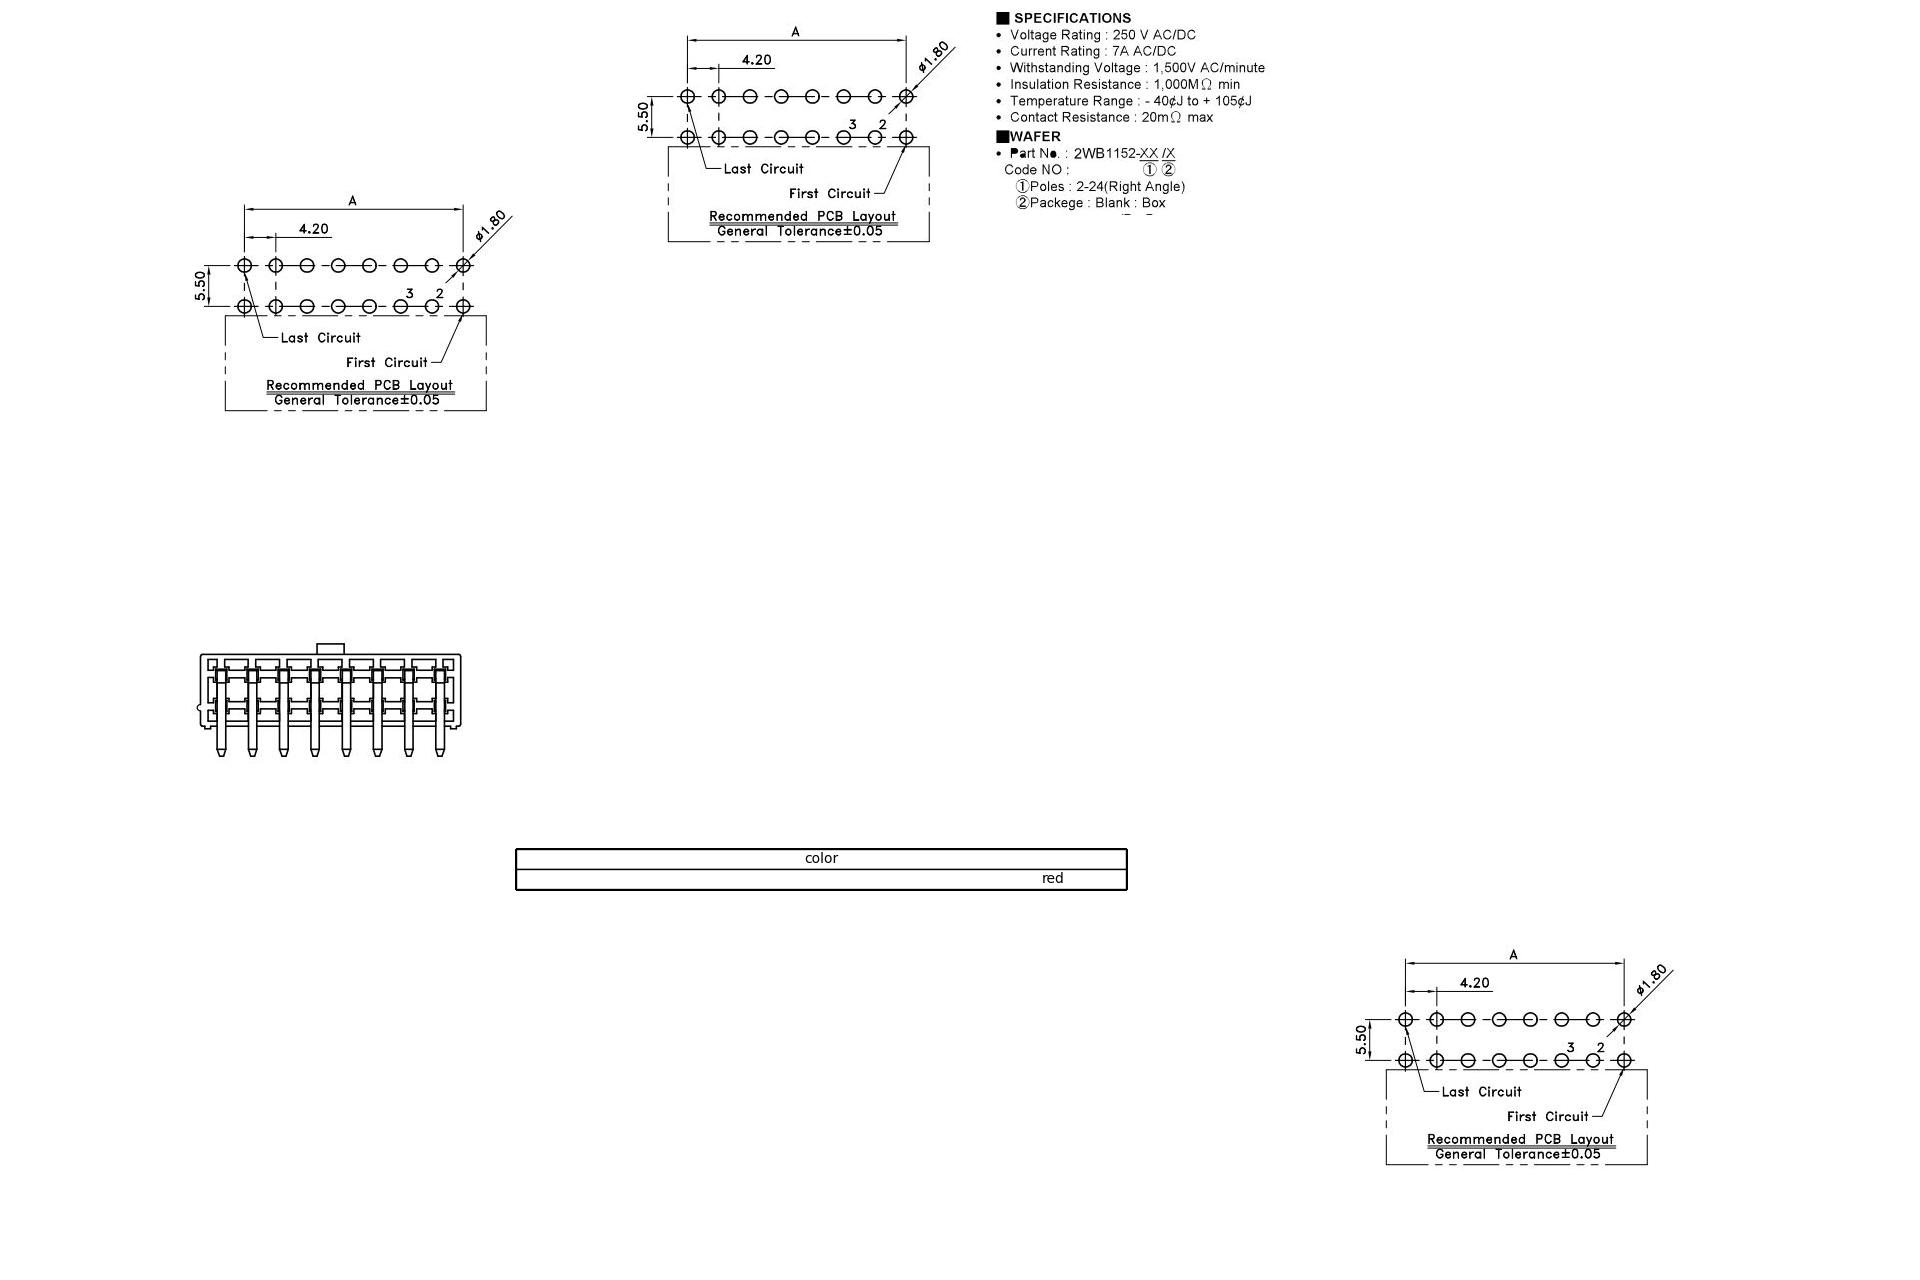 ■ SPECIFICATIONS
• Voltage Rating : 250 V AC/DC
• Current Rating : 7A AC/DC
• Withstanding Voltage : 1,500V AC/minute
• Insulation Resistance : 1,000MΩ min
• Temperature Range : - 40¢J to + 105¢J
• Contact Resistance : 20mΩ max
■WAFER
• Part No. : 2WB1152-XX /X
Code NO : ① ②
①Poles : 2-24(Right Angle)
②Packege : Blank : Box
A
4.20
ø1.80
5.50
3 2
Last Circuit
First Circuit
Recommended PCB Layout
General Tolerance±0.05
A
4.20
ø1.80
5.50
3 2
Last Circuit
First Circuit
Recommended PCB Layout
General Tolerance±0.05
color
red
A
4.20
ø1.80
5.50
3 2
Last Circuit
First Circuit
Recommended PCB Layout
General Tolerance±0.05